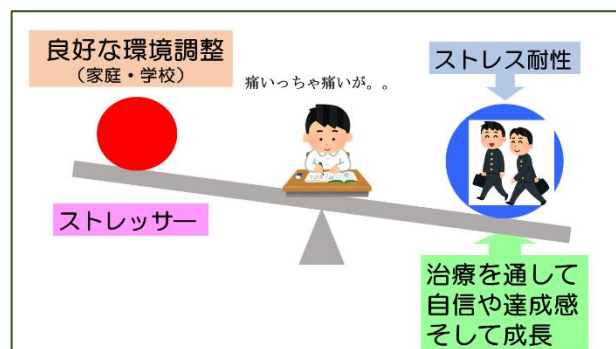 良好な環境調整
(家庭・学校)
痛いっちゃ痛いが。。
ストレス耐性
ストレッサー
治療を通して
自信や達成感
そして成長